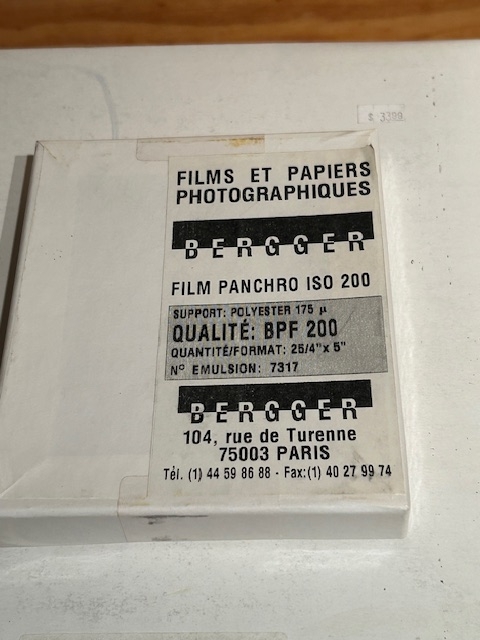 $ 3399
FILMS ET PAPIERS
PHOTOGRAPHIQUES
BERGGER
FILM PANCHRO ISO 200
SUPPORT: POLYESTER 175 µ
QUALITÉ: BPF 200
QUANTITÉ/FORMAT: 25/4"x 5"
N° EMULSION: 7317
BERGGER
104, rue de Turenne
75003 PARIS
Tél. (1) 44 59 86 88 - Fax:(1) 40 27 99 74